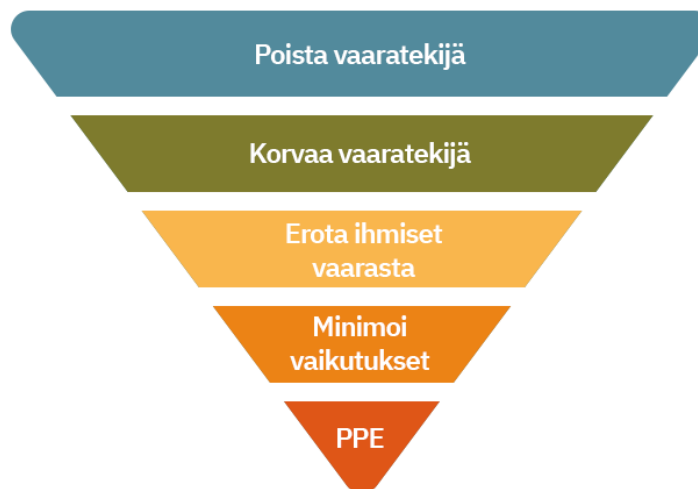 Poista vaaratekijä
Korvaa vaaratekijä
Erota ihmiset
vaarasta
Minimoi
vaikutukset
PPE